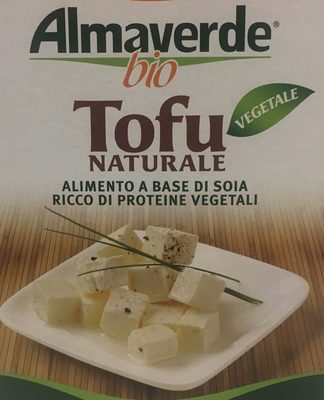 Almaverde®
bio
Tofu
VEGETALE
NATURALE
ALIMENTO A BASE DI SOIA
RICCO DI PROTEINE VEGETALI